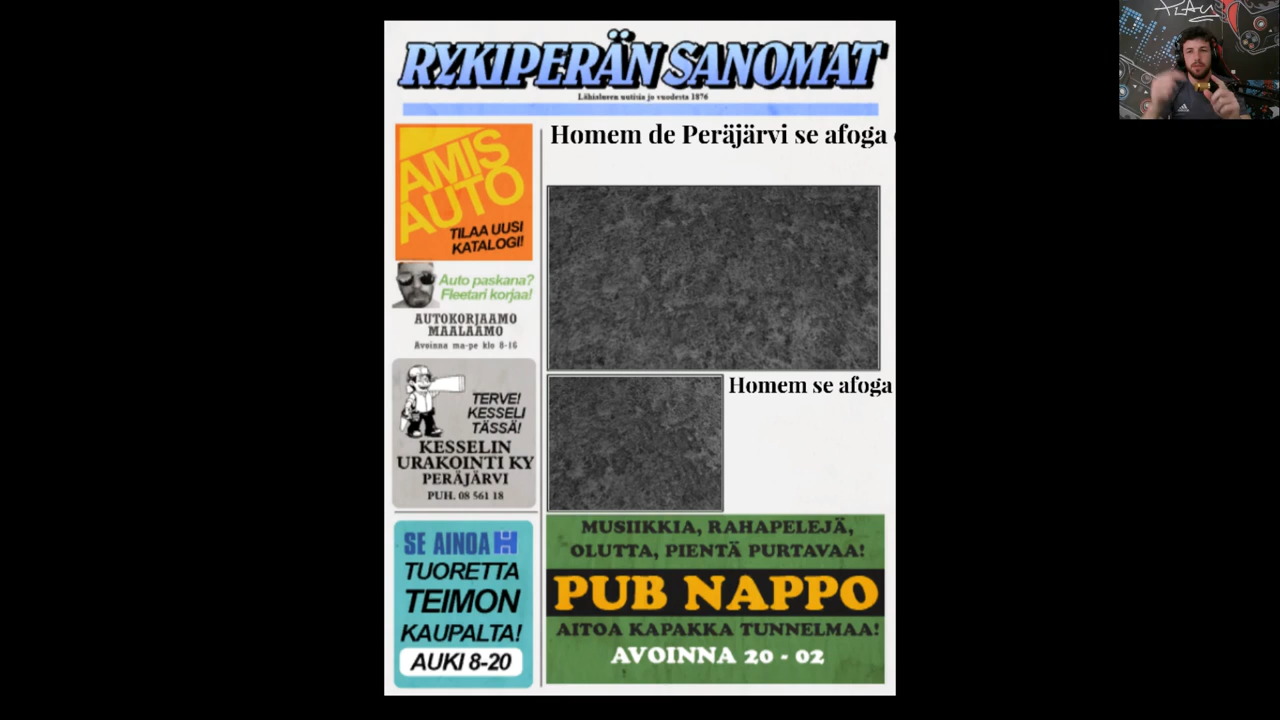 RYKIPERÄN SANOMAT
Lähialueen uutisia jo vuodesta 1876
AMIS
AUTO
TILAA UUSI
KATALOGI!
Auto paskana?
Fleetari korjaa!
AUTOKORJAAMO
MAALAAMO
Avoinna ma-pe klo 8-16
TERVE!
KESSELI
TÄSSÄ!
KESSELIN
URAKOINTI KY
PERÄJÄRVI
PUH. 08 561 18
SE AINOA H
TUORETTA
TEIMON
KAUPALTA!
AUKI 8-20
Homem de Peräjärvi se afoga
Homem se afoga
MUSIIKKIA, RAHAPELEJÄ,
OLUTTA, PIENTÄ PURTAVAA!
PUB NAPPO
AITOA KAPAKKA TUNNELMAA!
AVOINNA 20 - 02